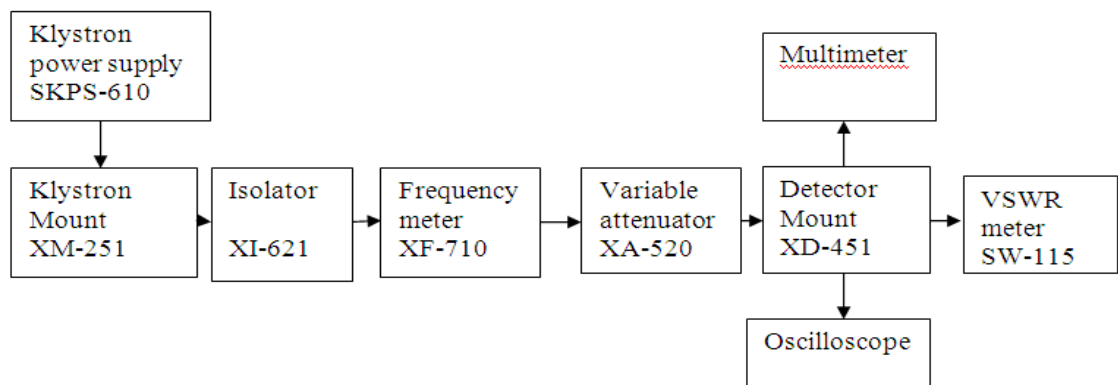 Klystron
power supply
SKPS-610
Multimeter
Klystron
Mount
XM-251
Isolator
XI-621
Frequency
meter
XF-710
Variable
attenuator
XA-520
Detector
Mount
XD-451
VSWR
meter
SW-115
Oscilloscope